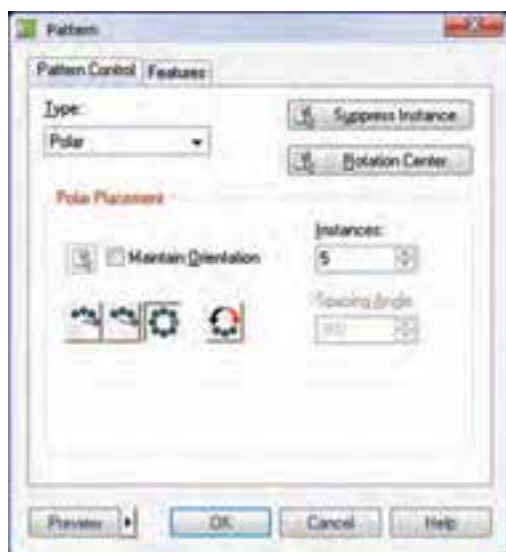 Pattern
Pattern Control Features
Type:
Polar
Suppress Instance
Rotation Center
Polar Placement
Maintain Orientation
Instances:
5
Spacing Angle
Preview OK Cancel Help